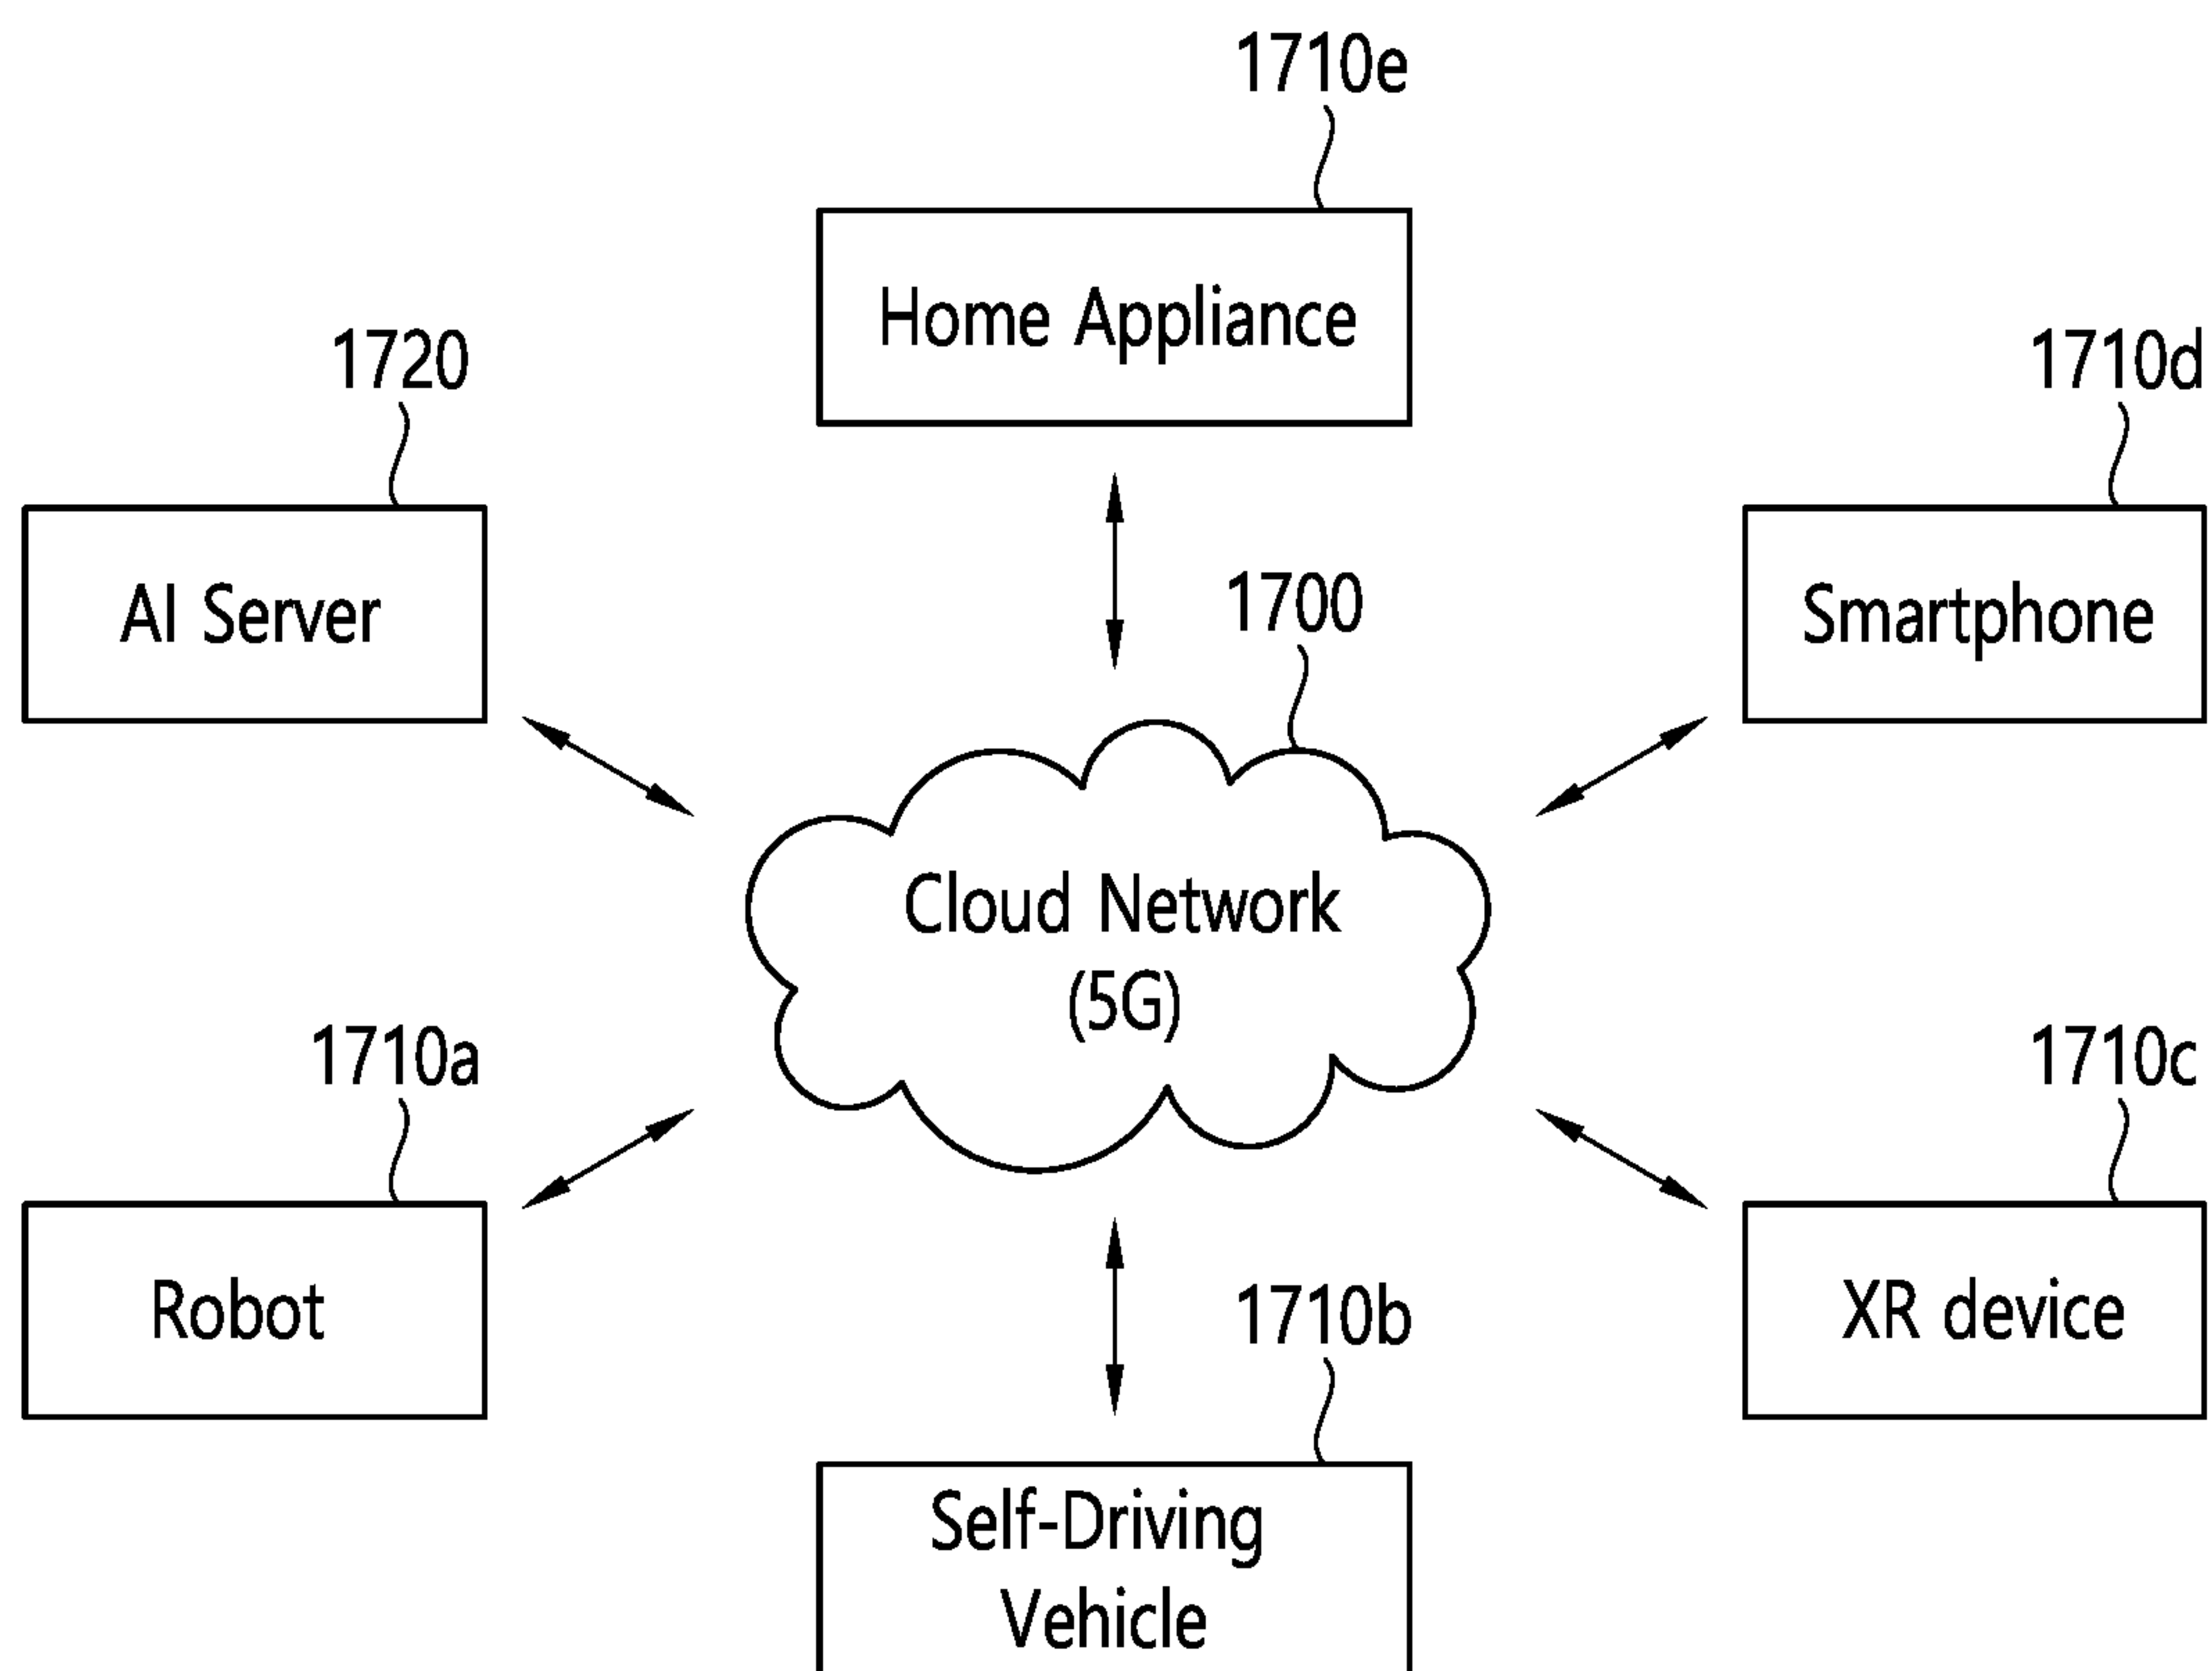 1710e
Home Appliance
1720
1710d
AI Server
1700
Smartphone
Cloud Network
(5G)
1710a
1710c
Robot
1710b
XR device
Self-Driving
Vehicle